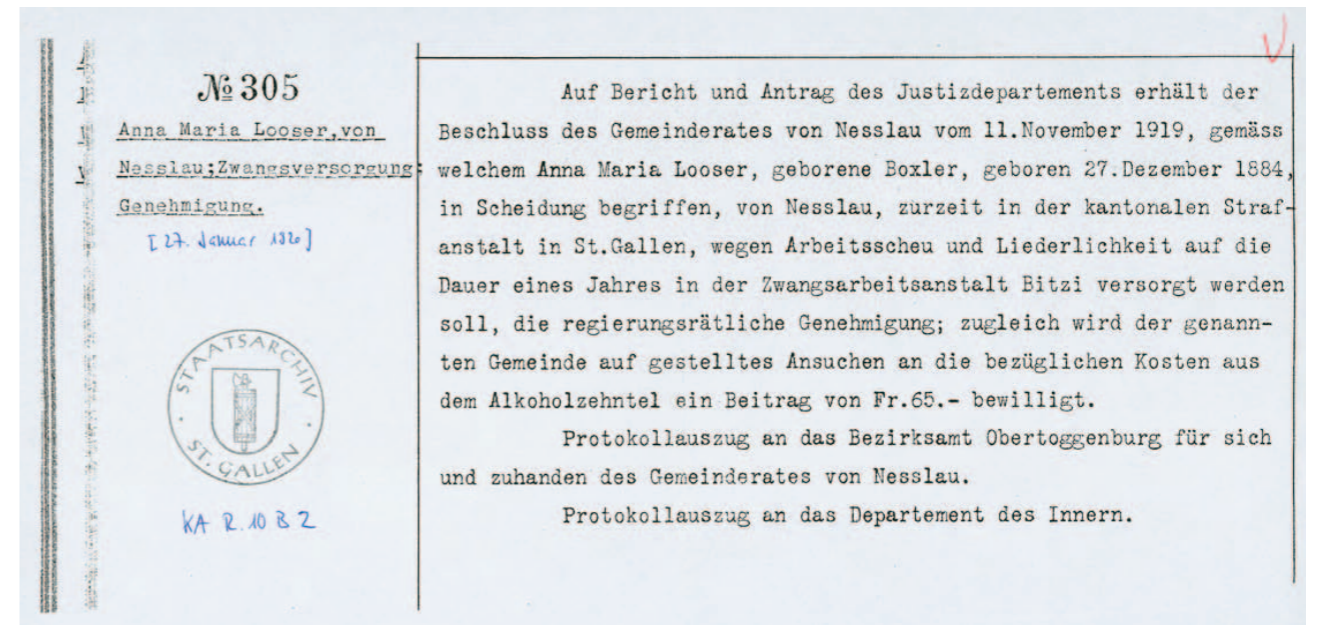 № 305
Anna Maria Looser, von
Nesslau; Zwangsversorgung:
Genehmigung.
[27. Januar 1920]
STAATSARCHIV
ST. GALLEN
KA R. 10 B 2
Auf Bericht und Antrag des Justizdepartements erhält der
Beschluss des Gemeinderates von Nesslau vom 11.November 1919, gemäss
welchem Anna Maria Looser, geborene Boxler, geboren 27.Dezember 1884,
in Scheidung begriffen, von Nesslau, zurzeit in der kantonalen Straf-
anstalt in St.Gallen, wegen Arbeitsscheu und Liederlichkeit auf die
Dauer eines Jahres in der Zwangsarbeitsanstalt Bitzi versorgt werden
soll, die regierungsrätliche Genehmigung; zugleich wird der genann-
ten Gemeinde auf gestelltes Ansuchen an die bezüglichen Kosten aus
dem Alkoholzehntel ein Beitrag von Fr.65.- bewilligt.
Protokollauszug an das Bezirksamt Obertoggenburg für sich
und zuhanden des Gemeinderates von Nesslau.
Protokollauszug an das Departement des Innern.